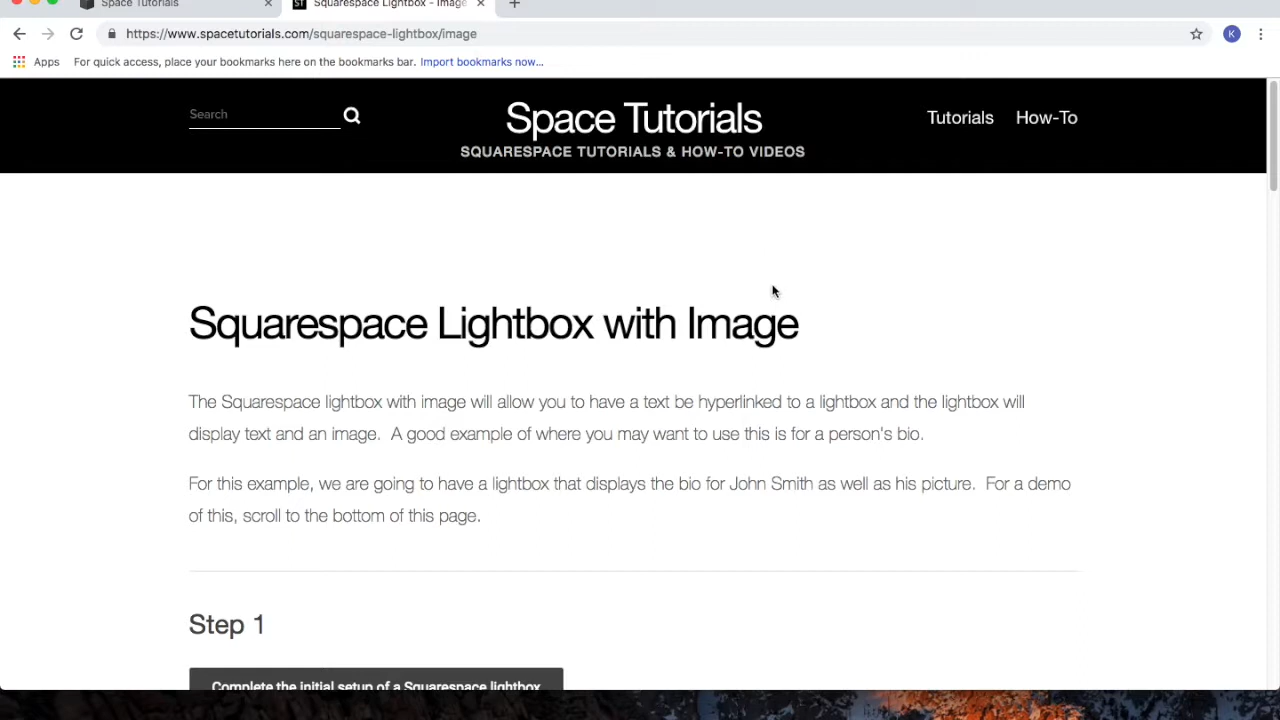 Space Tutorials
Squarespace Lightbox - Image
https://www.spacetutorials.com/squarespace-lightbox/image
K
Apps
For quick access, place your bookmarks here on the bookmarks bar. Import bookmarks now...
Search
Space Tutorials
Tutorials
How-To
SQUARESPACE TUTORIALS & HOW-TO VIDEOS
Squarespace Lightbox with Image
The Squarespace lightbox with image will allow you to have a text be hyperlinked to a lightbox and the lightbox will
display text and an image. A good example of where you may want to use this is for a person's bio.
For this example, we are going to have a lightbox that displays the bio for John Smith as well as his picture. For a demo
of this, scroll to the bottom of this page.
Step 1
Complete the initial setup of a Squarespace lightbox